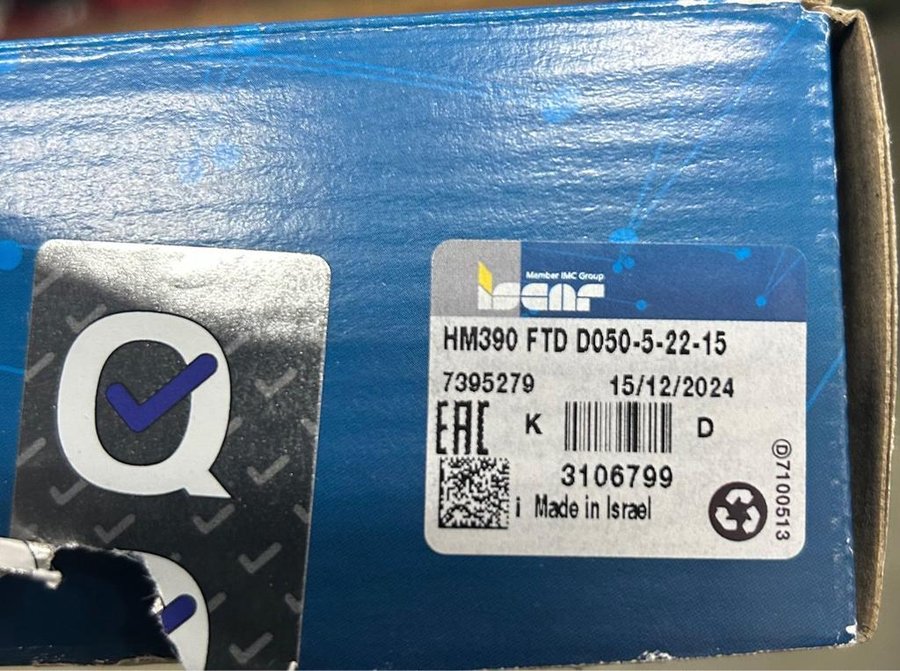 Member IMC Group
iscar
HM390 FTD D050-5-22-15
7395279 15/12/2024
EAC K D
3106799
i Made in Israel
D7100513
Q